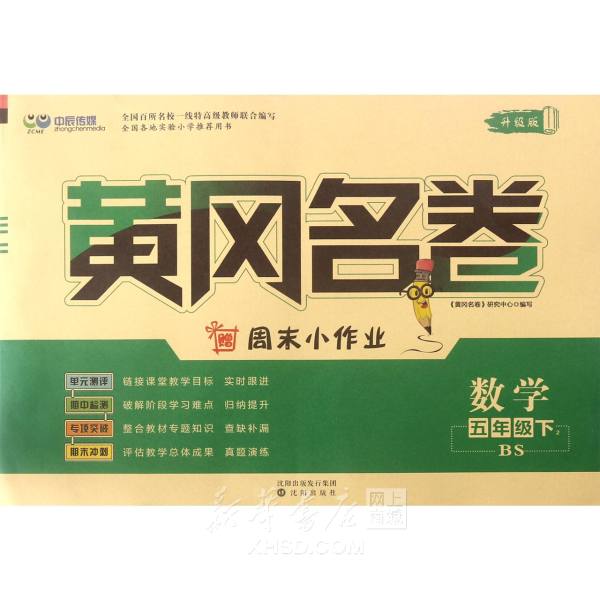 中辰传媒
zhongchenmedia
ZCME
全国百所名校一线特高级教师联合编写
全国各地实验小学推荐用书
升级版
黄冈名卷
《黄冈名卷》研究中心◎编写
赠 周末小作业
单元测评 链接课堂教学目标 实时跟进
期中检测 破解阶段学习难点 归纳提升
专项突破 整合教材专题知识 查缺补漏
期末冲刺 评估教学总体成果 真题演练
数学
五年级下
2
BS
沈阳出版发行集团
沈阳出版社
新华书店 网上商城
XHSD.COM